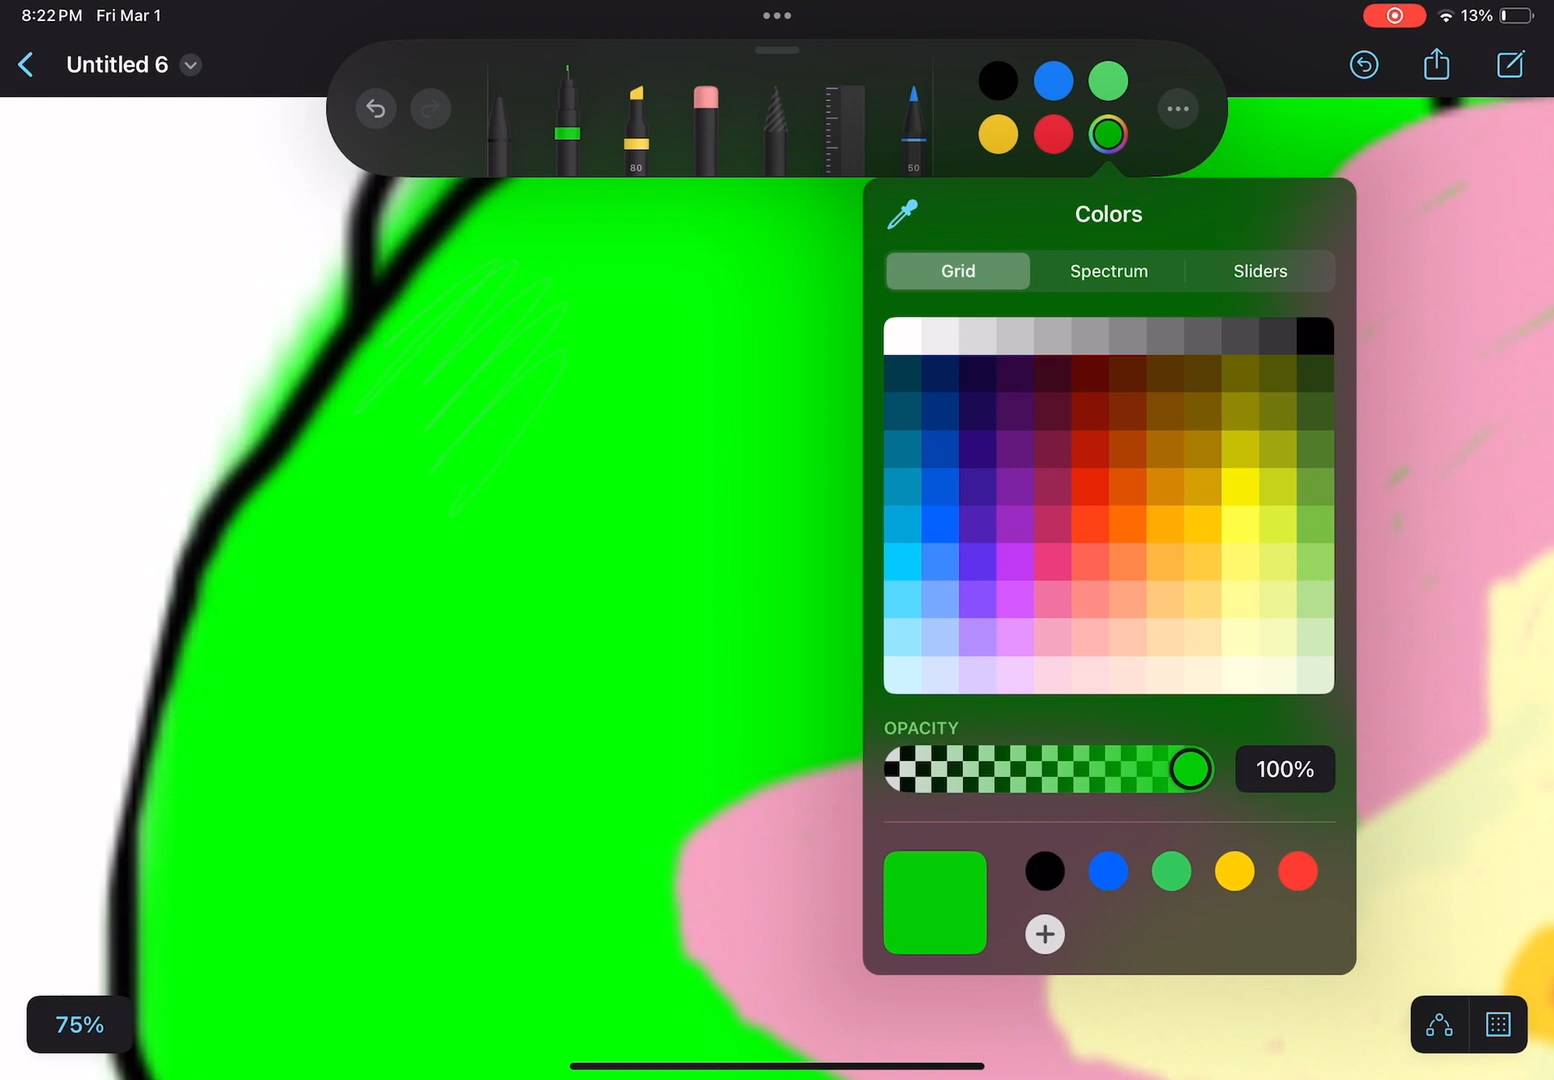 8:22 PM Fri Mar 1
13%
Untitled 6
80
50
Colors
Grid Spectrum Sliders
OPACITY
100%
75%